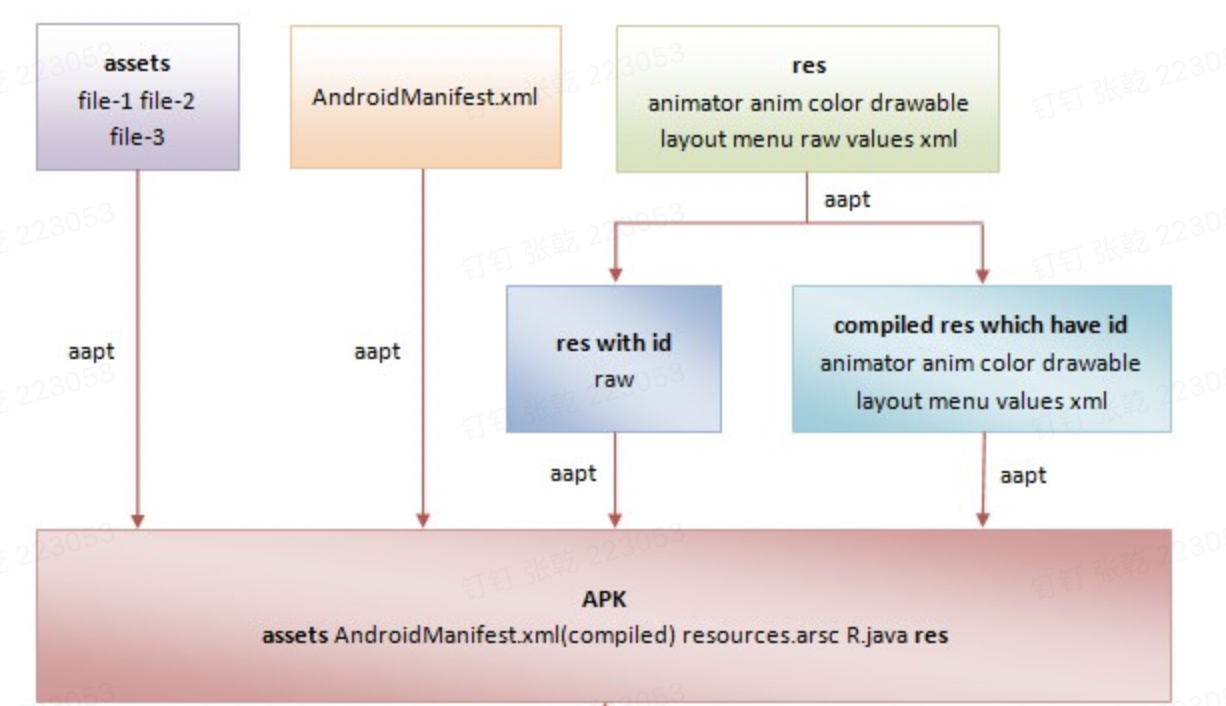 assets
file-1 file-2
file-3
AndroidManifest.xml
res
animator anim color drawable
layout menu raw values xml
aapt
res with id
raw
compiled res which have id
animator anim color drawable
layout menu values xml
aapt
aapt
aapt
aapt
APK
assets AndroidManifest.xml(compiled) resources.arsc R.java res
钉钉 张乾 223053